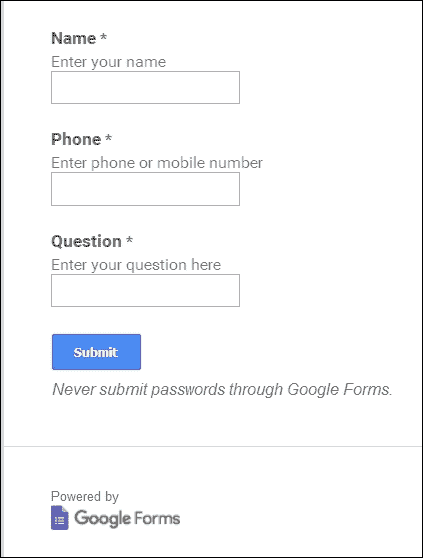 Name *
Enter your name
Phone *
Enter phone or mobile number
Question *
Enter your question here
Submit
Never submit passwords through Google Forms.
Powered by
Google Forms